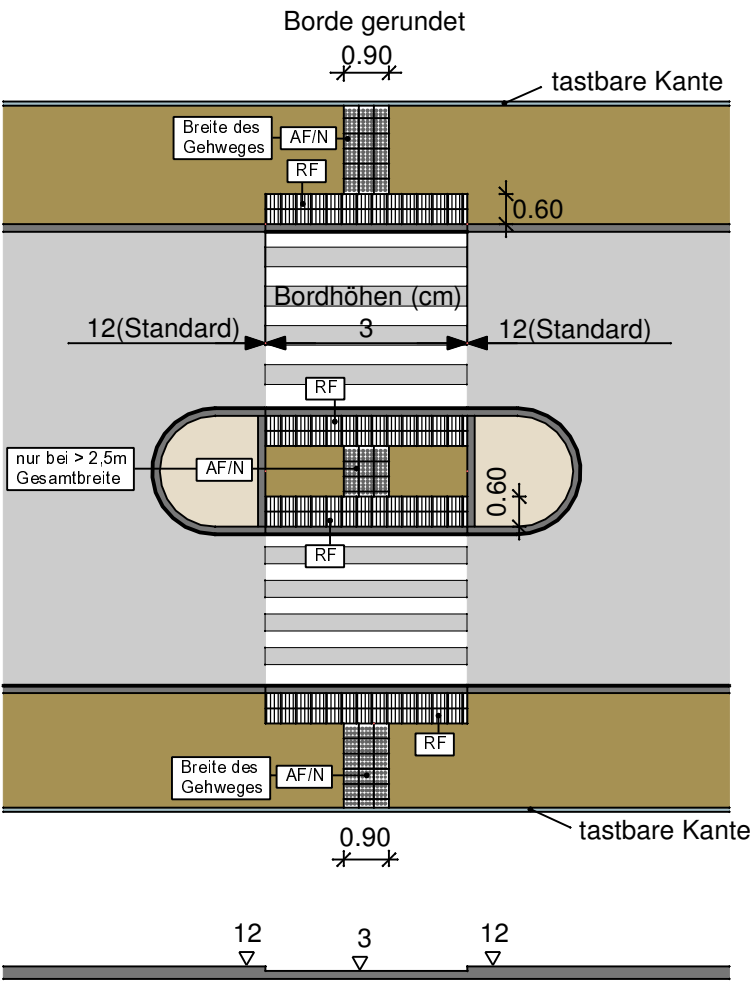 Borde gerundet
0.90
tastbare Kante
Breite des
Gehweges
AF/N
RF
0.60
Bordhöhen (cm)
12(Standard)
3
12(Standard)
RF
nur bei > 2,5m
Gesamtbreite
AF/N
0.60
RF
RF
Breite des
Gehweges
AF/N
tastbare Kante
0.90
12
3
12